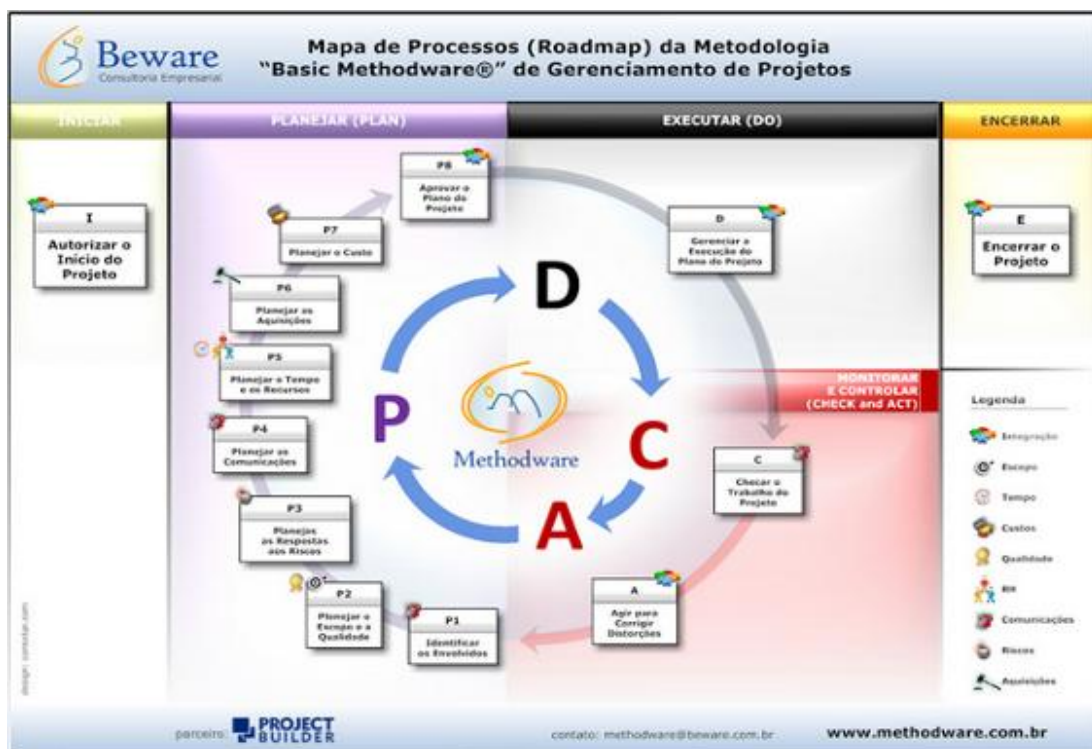 Beware
Consultoria Empresarial
Mapa de Processos (Roadmap) da Metodologia
“Basic Methodware®” de Gerenciamento de Projetos
INICIAR
PLANEJAR (PLAN)
EXECUTAR (DO)
ENCERRAR
I
Autorizar o
Início do
Projeto
P8
Aprovar o
Plano do
Projeto
P7
Planejar o Custo
P6
Planejar as
Aquisições
P5
Planejar o Tempo
e os Recursos
P4
Planejar as
Comunicações
P3
Planejas
as Respostas
aos Riscos
P2
Planejar o
Escopo e a
Qualidade
P1
Identificar
os Envolvidos
D
Gerenciar a
Execução do
Plano do Projeto
MONITORAR
E CONTROLAR
(CHECK and ACT)
C
Checar o
Trabalho do
Projeto
A
Agir para
Corrigir
Distorções
P
D
C
A
Methodware
E
Encerrar o
Projeto
Legenda
Integração
Escopo
Tempo
Custos
Qualidade
RH
Comunicações
Riscos
Aquisições
parceiro:
PROJECT
BUILDER
contato: methodware@beware.com.br
www.methodware.com.br